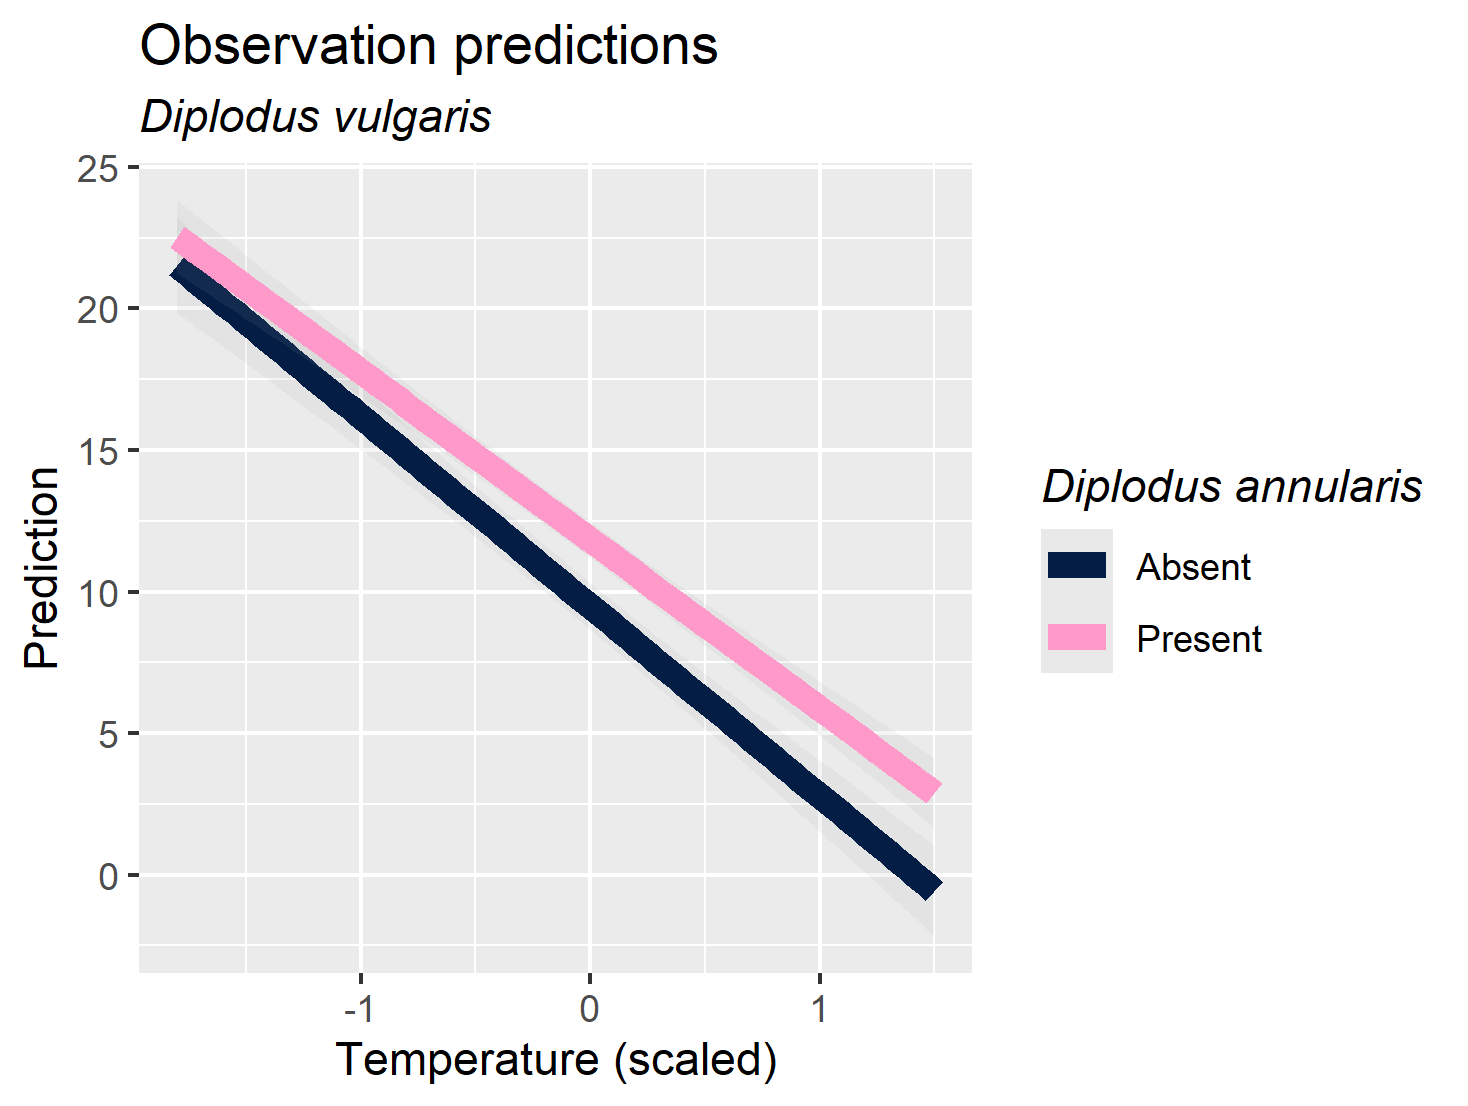 Observation predictions
Diplodus vulgaris
25
20
15
10
5
0
Prediction
-1 0 1
Temperature (scaled)
Diplodus annularis
Absent
Present